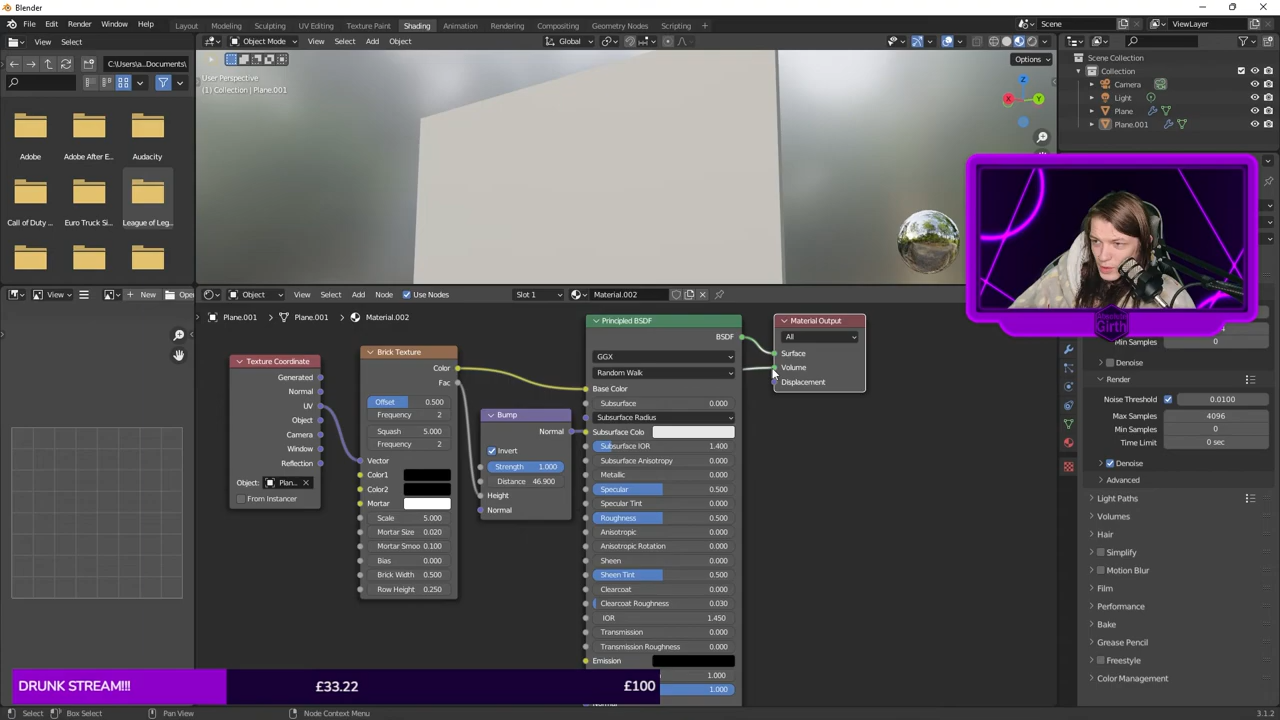 Blender
File Edit Render Window Help
Layout Modeling Sculpting UV Editing Texture Paint Shading Animation Rendering Compositing Geometry Nodes Scripting +
Scene
ViewLayer
View Select
Object Mode View Select Add Object
Global
C:\Users\a...Documents\
User Perspective
(1) Collection | Plane.001
Options
Scene Collection
Collection
Camera
Light
Plane
Plane.001
Adobe
Adobe After E...
Audacity
Call of Duty ...
Euro Truck Si...
League of Leg...
X
Y
Z
View
New
Open
Object View Select Add Node Use Nodes
Slot 1
Material.002
Plane.001 > Plane.001 > Material.002
Texture Coordinate
Generated
Normal
UV
Object
Camera
Window
Reflection
Object: Plan...
From Instancer
Brick Texture
Color
Fac
Offset 0.500
Frequency 2
Squash 5.000
Frequency 2
Vector
Color1
Color2
Mortar
Scale 5.000
Mortar Size 0.020
Mortar Smoo 0.100
Bias 0.000
Brick Width 0.500
Row Height 0.250
Bump
Normal
Invert
Strength 1.000
Distance 46.900
Height
Normal
Principled BSDF
BSDF
GGX
Random Walk
Base Color
Subsurface 0.000
Subsurface Radius
Subsurface Colo
Subsurface IOR 1.400
Subsurface Anisotropy 0.000
Metallic 0.000
Specular 0.500
Specular Tint 0.000
Roughness 0.500
Anisotropic 0.000
Anisotropic Rotation 0.000
Sheen 0.000
Sheen Tint 0.500
Clearcoat 0.000
Clearcoat Roughness 0.030
IOR 1.450
Transmission 0.000
Transmission Roughness 0.000
Emission
1.000
1.000
Material Output
All
Surface
Volume
Displacement
Girth
Min Samples 0
Denoise
Render
Noise Threshold 0.0100
Max Samples 4096
Min Samples 0
Time Limit 0 sec
Denoise
Advanced
Light Paths
Volumes
Hair
Simplify
Motion Blur
Film
Performance
Bake
Grease Pencil
Freestyle
Color Management
DRUNK STREAM!!! £33.22 £100
Select Box Select Pan View Node Context Menu 3.1.2